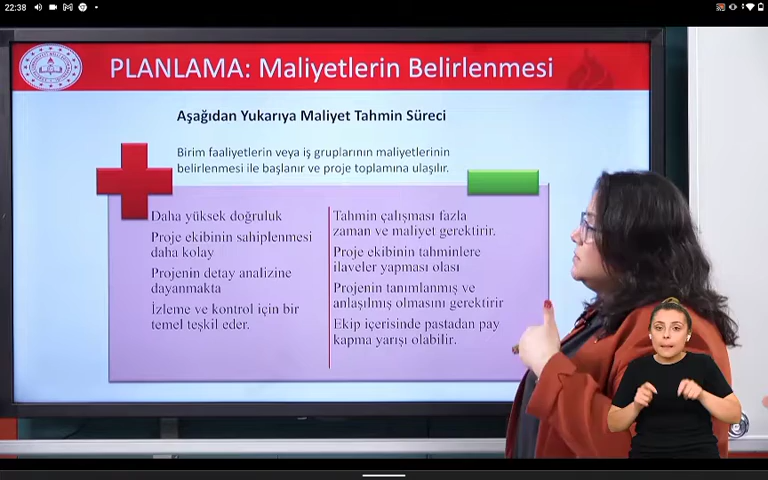 22:38
PLANLAMA: Maliyetlerin Belirlenmesi
Aşağıdan Yukarıya Maliyet Tahmin Süreci
Birim faaliyetlerin veya iş gruplarının maliyetlerinin
belirlenmesi ile başlanır ve proje toplamına ulaşılır.
Daha yüksek doğruluk
Proje ekibinin sahiplenmesi
daha kolay
Projenin detay analizine
dayanmakta
İzleme ve kontrol için bir
temel teşkil eder.
Tahmin çalışması fazla
zaman ve maliyet gerektirir.
Proje ekibinin tahminlere
ilaveler yapması olası
Projenin tanımlanmış ve
anlaşılmış olmasını gerektirir
Ekip içerisinde pastadan pay
kapma yarışı olabilir.